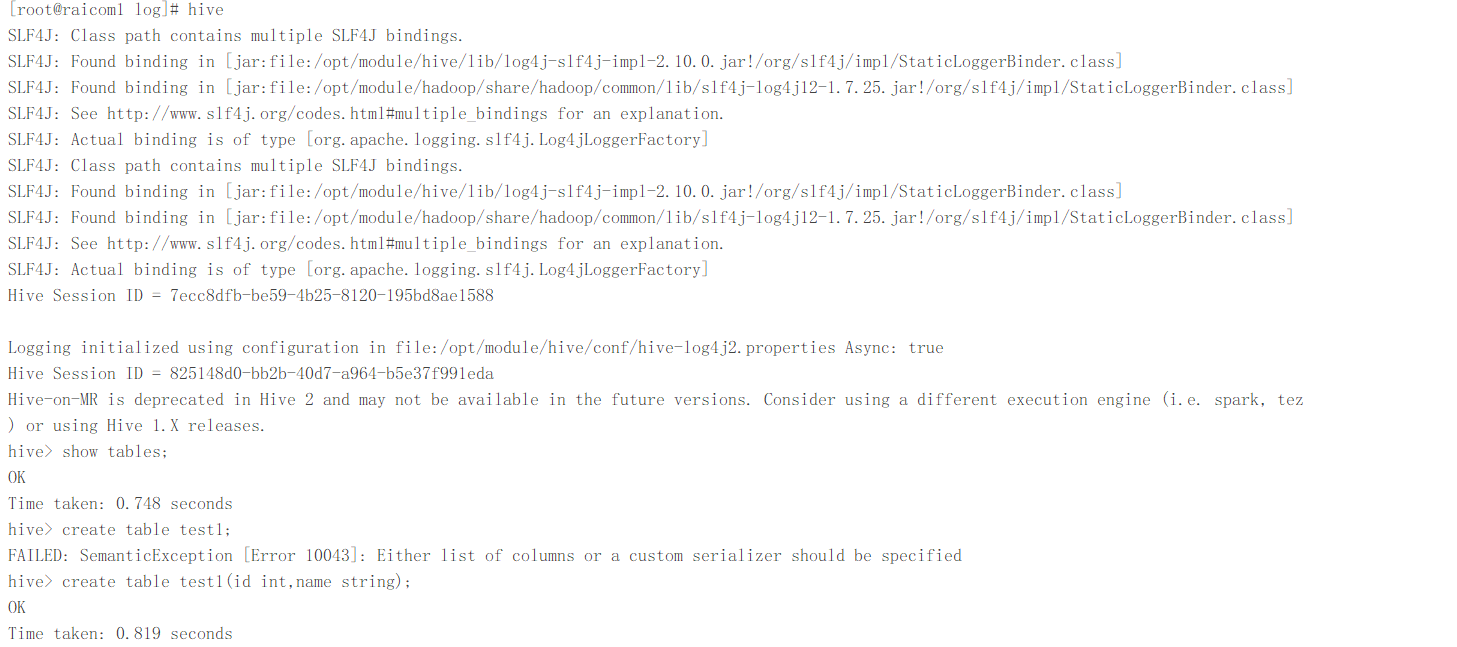 [root@raicom1 log]# hive
SLF4J: Class path contains multiple SLF4J bindings.
SLF4J: Found binding in [jar:file:/opt/module/hive/lib/log4j-slf4j-impl-2.10.0.jar!/org/slf4j/impl/StaticLoggerBinder.class]
SLF4J: Found binding in [jar:file:/opt/module/hadoop/share/hadoop/common/lib/slf4j-log4j12-1.7.25.jar!/org/slf4j/impl/StaticLoggerBinder.class]
SLF4J: See http://www.slf4j.org/codes.html#multiple_bindings for an explanation.
SLF4J: Actual binding is of type [org.apache.logging.slf4j.Log4jLoggerFactory]
SLF4J: Class path contains multiple SLF4J bindings.
SLF4J: Found binding in [jar:file:/opt/module/hive/lib/log4j-slf4j-impl-2.10.0.jar!/org/slf4j/impl/StaticLoggerBinder.class]
SLF4J: Found binding in [jar:file:/opt/module/hadoop/share/hadoop/common/lib/slf4j-log4j12-1.7.25.jar!/org/slf4j/impl/StaticLoggerBinder.class]
SLF4J: See http://www.slf4j.org/codes.html#multiple_bindings for an explanation.
SLF4J: Actual binding is of type [org.apache.logging.slf4j.Log4jLoggerFactory]
Hive Session ID = 7ecc8dfb-be59-4b25-8120-195bd8ae1588

Logging initialized using configuration in file:/opt/module/hive/conf/hive-log4j2.properties Async: true
Hive Session ID = 825148d0-bb2b-40d7-a964-b5e37f991eda
Hive-on-MR is deprecated in Hive 2 and may not be available in the future versions. Consider using a different execution engine (i.e. spark, tez
) or using Hive 1.X releases.
hive> show tables;
OK
Time taken: 0.748 seconds
hive> create table test1;
FAILED: SemanticException [Error 10043]: Either list of columns or a custom serializer should be specified
hive> create table test1(id int,name string);
OK
Time taken: 0.819 seconds